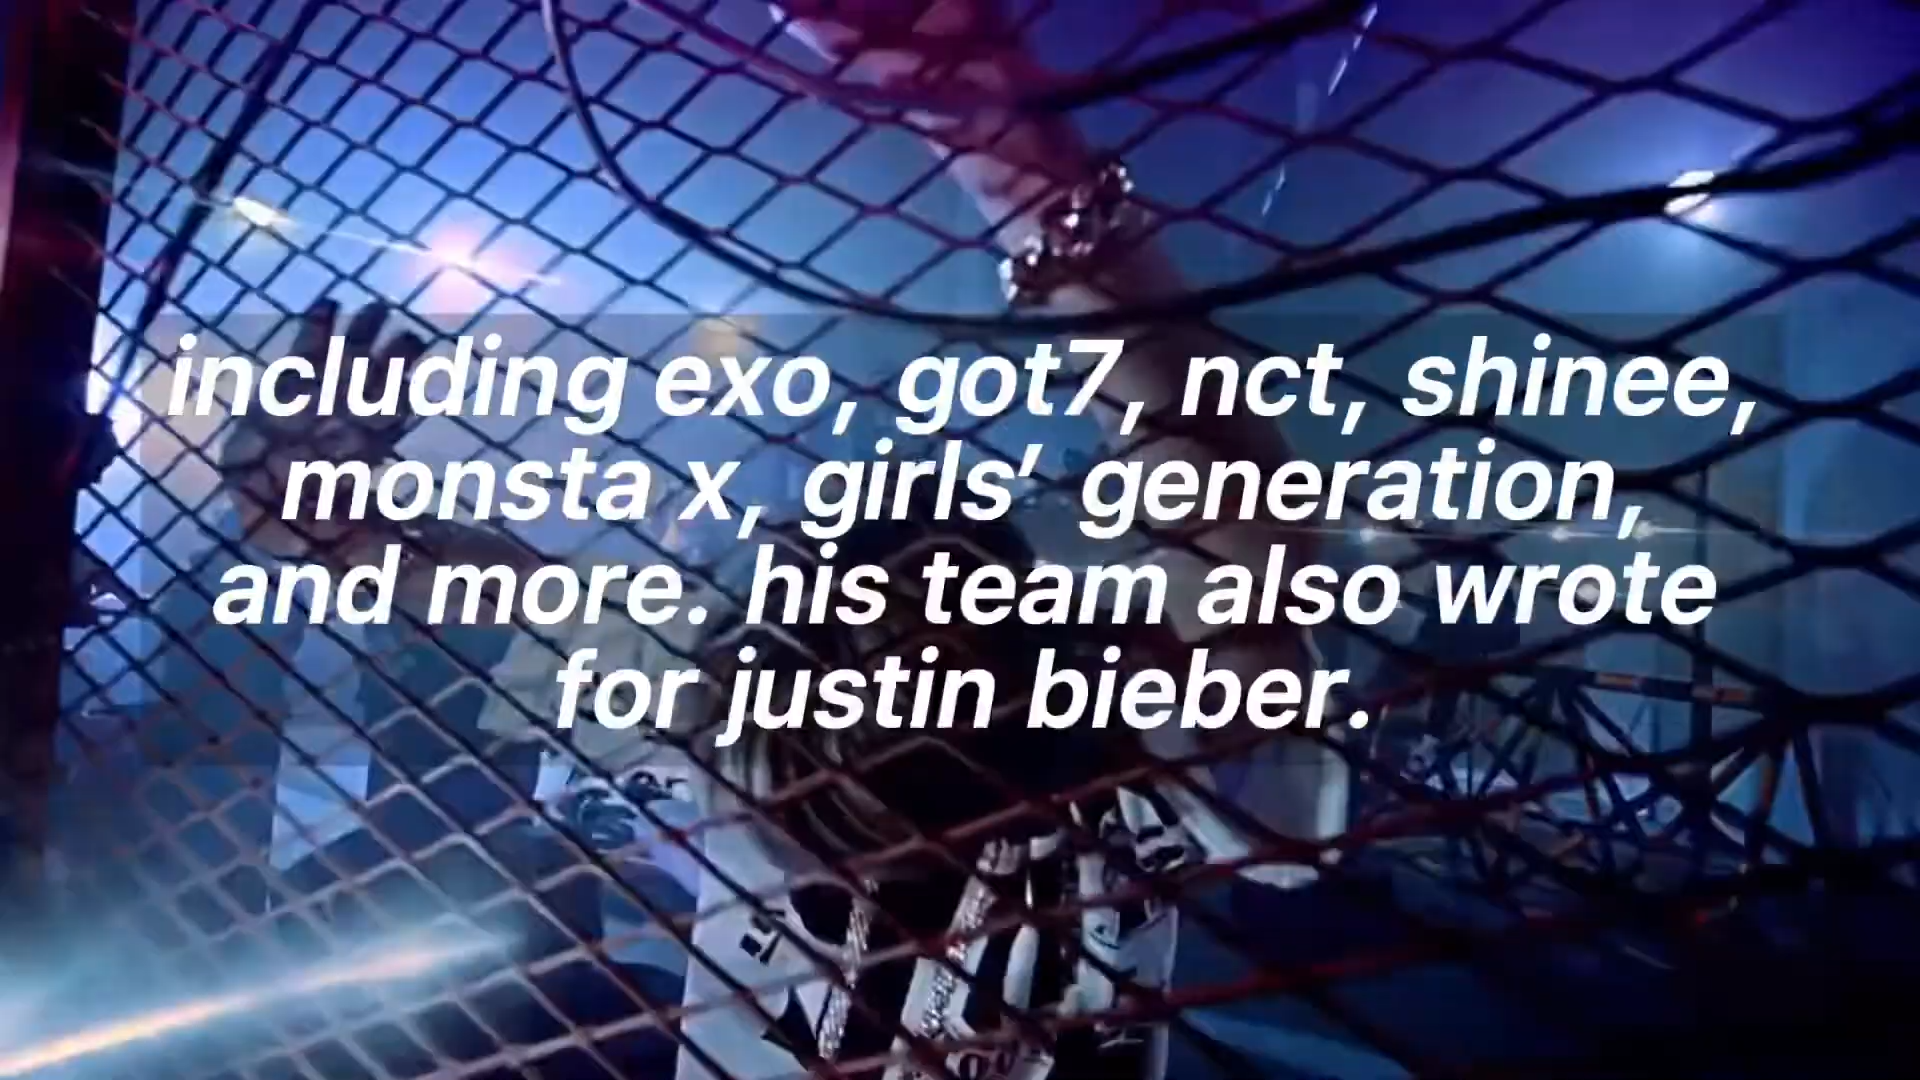 including exo, got7, nct, shinee,
monsta x, girls’ generation,
and more. his team also wrote
for justin bieber.